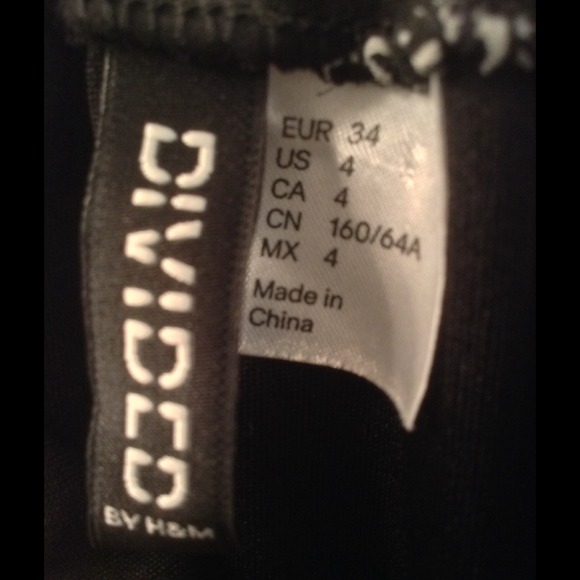 DIVIDED
BY H&M
EUR 34
US 4
CA 4
CN 160/64A
MX 4
Made in
China